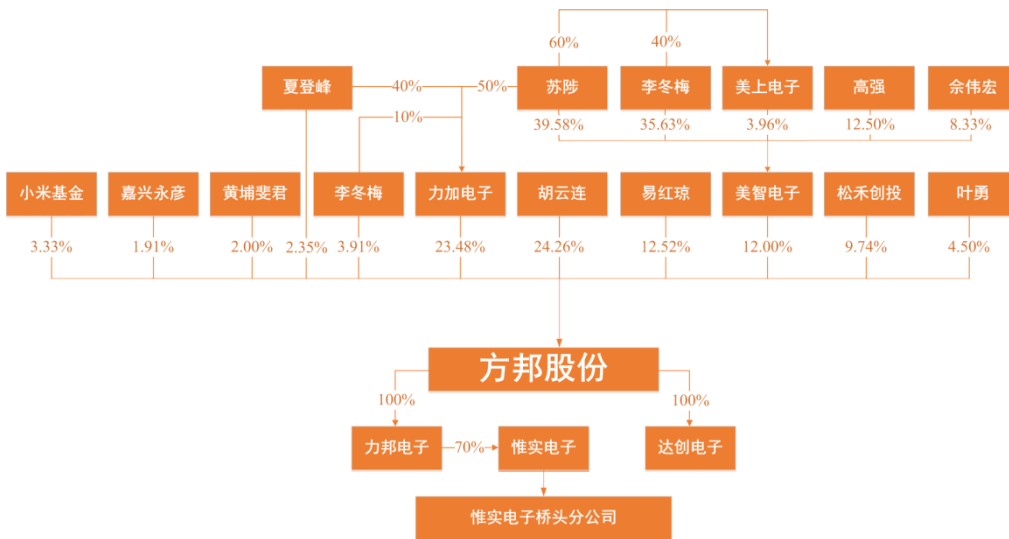 60%
40%
夏登峰
40%
50%
苏陟
李冬梅
美上电子
高强
佘伟宏
10%
39.58%
35.63%
3.96%
12.50%
8.33%
小米基金
嘉兴永彦
黄埔斐君
李冬梅
力加电子
胡云连
易红琼
美智电子
松禾创投
叶勇
3.33%
1.91%
2.00%
2.35%
3.91%
23.48%
24.26%
12.52%
12.00%
9.74%
4.50%
方邦股份
100%
100%
力邦电子
70%
惟实电子
达创电子
惟实电子桥头分公司